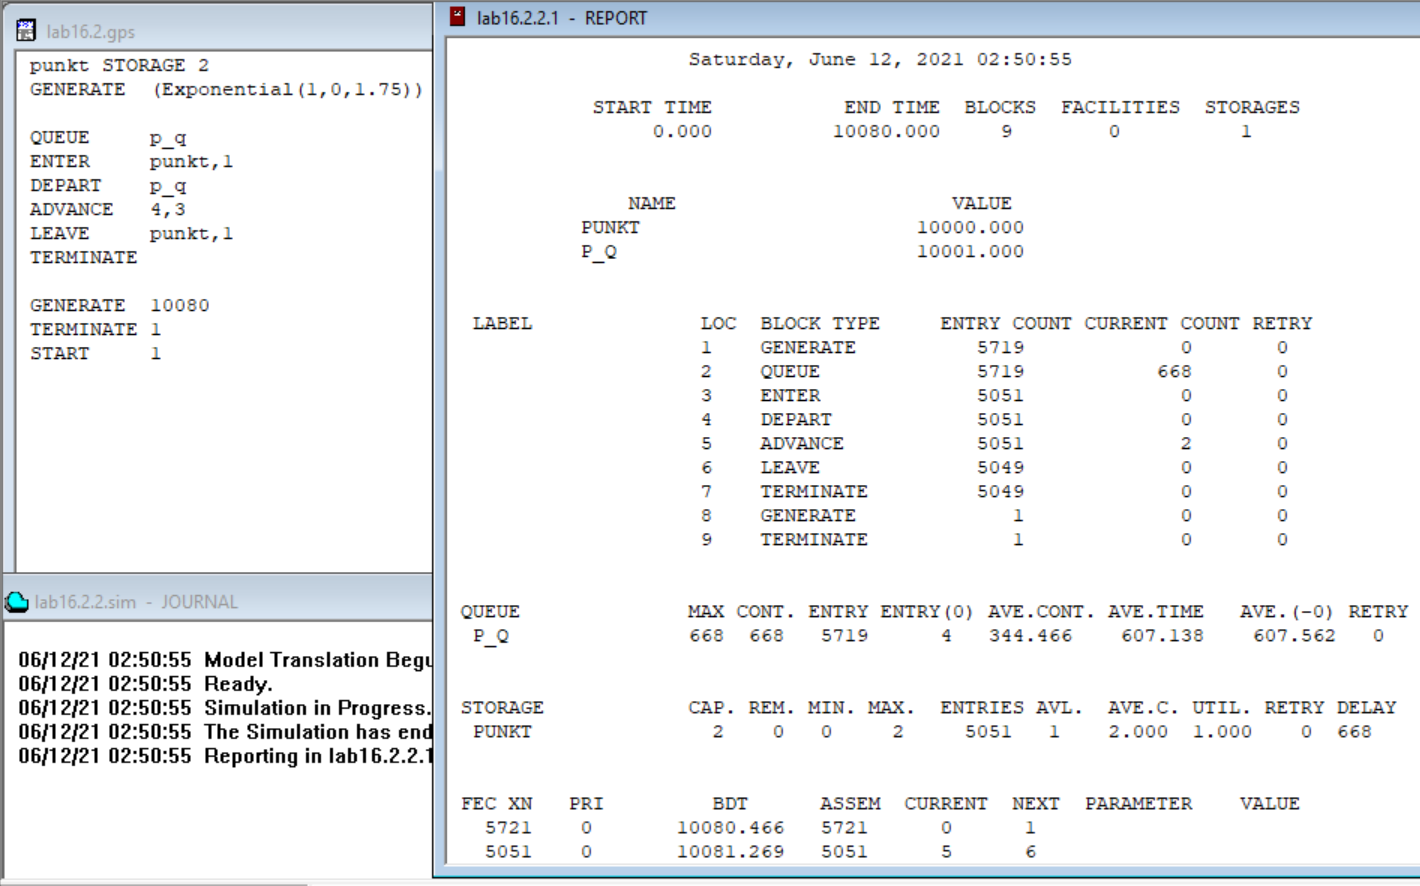 lab16.2.gps
punkt STORAGE 2
GENERATE (Exponential(1,0,1.75))
QUEUE p_q
ENTER punkt,1
DEPART p_q
ADVANCE 4,3
LEAVE punkt,1
TERMINATE
GENERATE 10080
TERMINATE 1
START 1
lab16.2.2.sim - JOURNAL
06/12/21 02:50:55 Model Translation Begu
06/12/21 02:50:55 Ready.
06/12/21 02:50:55 Simulation in Progress.
06/12/21 02:50:55 The Simulation has end
06/12/21 02:50:55 Reporting in lab16.2.2.1
lab16.2.2.1 - REPORT
Saturday, June 12, 2021 02:50:55
START TIME END TIME BLOCKS FACILITIES STORAGES
0.000 10080.000 9 0 1
NAME VALUE
PUNKT 10000.000
P_Q 10001.000
LABEL LOC BLOCK TYPE ENTRY COUNT CURRENT COUNT RETRY
1 GENERATE 5719 0 0
2 QUEUE 5719 668 0
3 ENTER 5051 0 0
4 DEPART 5051 0 0
5 ADVANCE 5051 2 0
6 LEAVE 5049 0 0
7 TERMINATE 5049 0 0
8 GENERATE 1 0 0
9 TERMINATE 1 0 0
QUEUE MAX CONT. ENTRY ENTRY(0) AVE.CONT. AVE.TIME AVE.(-0) RETRY
P_Q 668 668 5719 4 344.466 607.138 607.562 0
STORAGE CAP. REM. MIN. MAX. ENTRIES AVL. AVE.C. UTIL. RETRY DELAY
PUNKT 2 0 0 2 5051 1 2.000 1.000 0 668
FEC XN PRI BDT ASSEM CURRENT NEXT PARAMETER VALUE
5721 0 10080.466 5721 0 1
5051 0 10081.269 5051 5 6